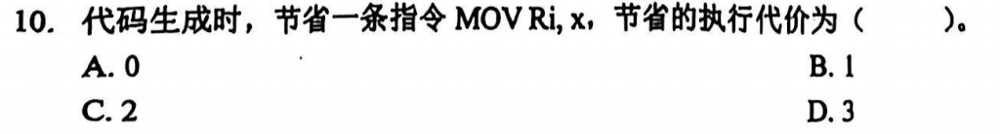 10. 代码生成时，节省一条指令 MOV Ri, x，节省的执行代价为（ ）。
A. 0 B. 1
C. 2 D. 3